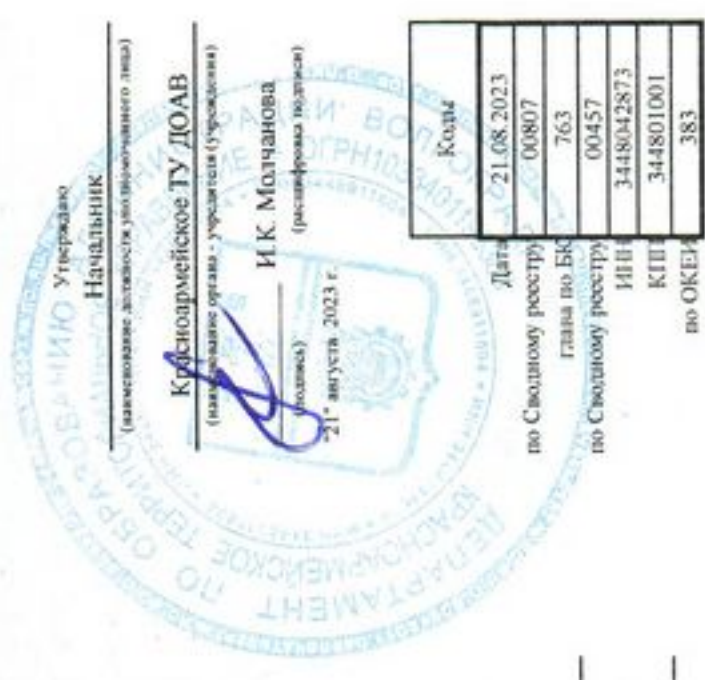 Утверждаю
Начальник
(наименование должности уполномоченного лица)
Красноармейское ТУ ДОАВ
(наименование органа - учредителя (учреждения)
И.К. Молчанова
(подпись) (расшифровка подписи)
"21" августа 2023 г.
Коды
Дата 21.08.2023
по Сводному реестру 00807
глава по БК 763
по Сводному реестру 00457
ИНН 3448042873
КПП 344801001
по ОКЕИ 383
ДЕПАРТАМЕНТ ПО ОБРАЗОВАНИЮ
КРАСНОАРМЕЙСКОЕ